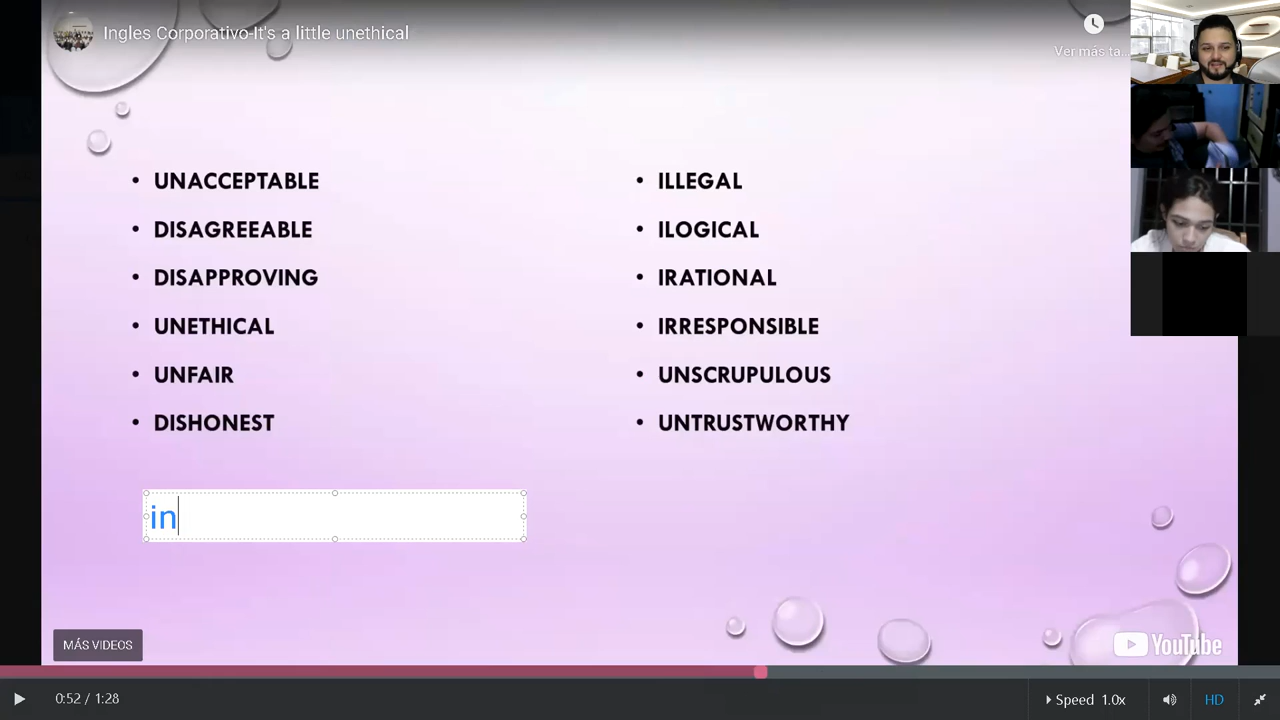 Ingles Corporativo-It's a little unethical
Ver más ta...
• UNACCEPTABLE
• DISAGREEABLE
• DISAPPROVING
• UNETHICAL
• UNFAIR
• DISHONEST
• ILLEGAL
• ILOGICAL
• IRATIONAL
• IRRESPONSIBLE
• UNSCRUPULOUS
• UNTRUSTWORTHY
in
MÁS VIDEOS
YouTube
0:52 / 1:28
Speed 1.0x
HD